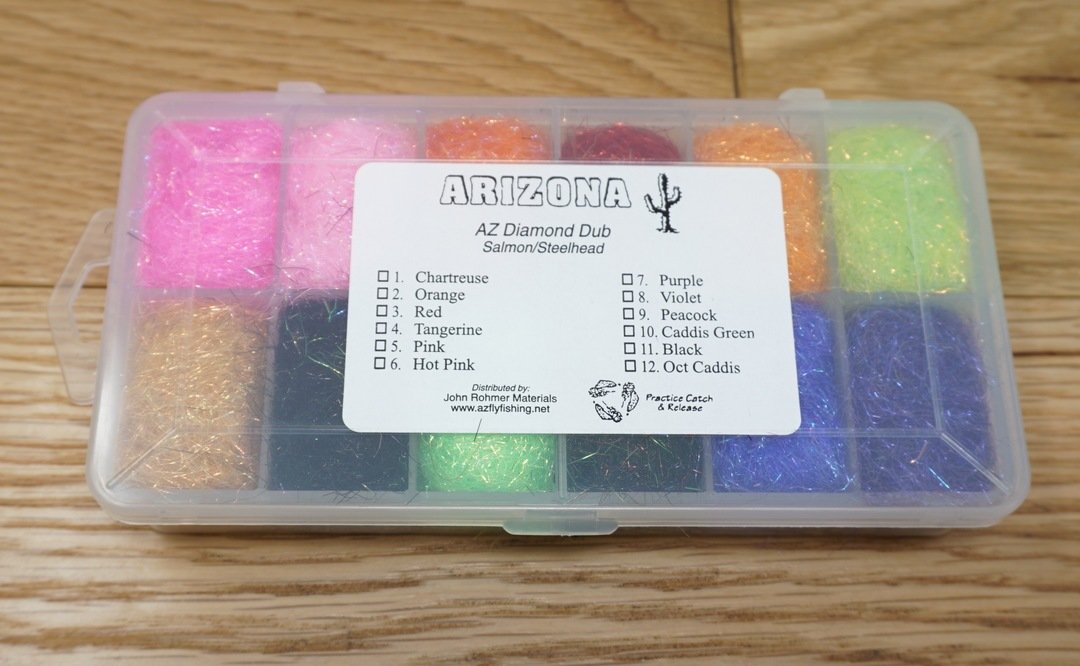 ARIZONA
AZ Diamond Dub
Salmon/Steelhead
1. Chartreuse
2. Orange
3. Red
4. Tangerine
5. Pink
6. Hot Pink
7. Purple
8. Violet
9. Peacock
10. Caddis Green
11. Black
12. Oct Caddis
Distributed by:
John Rohmer Materials
www.azflyfishing.net
Practice Catch
& Release